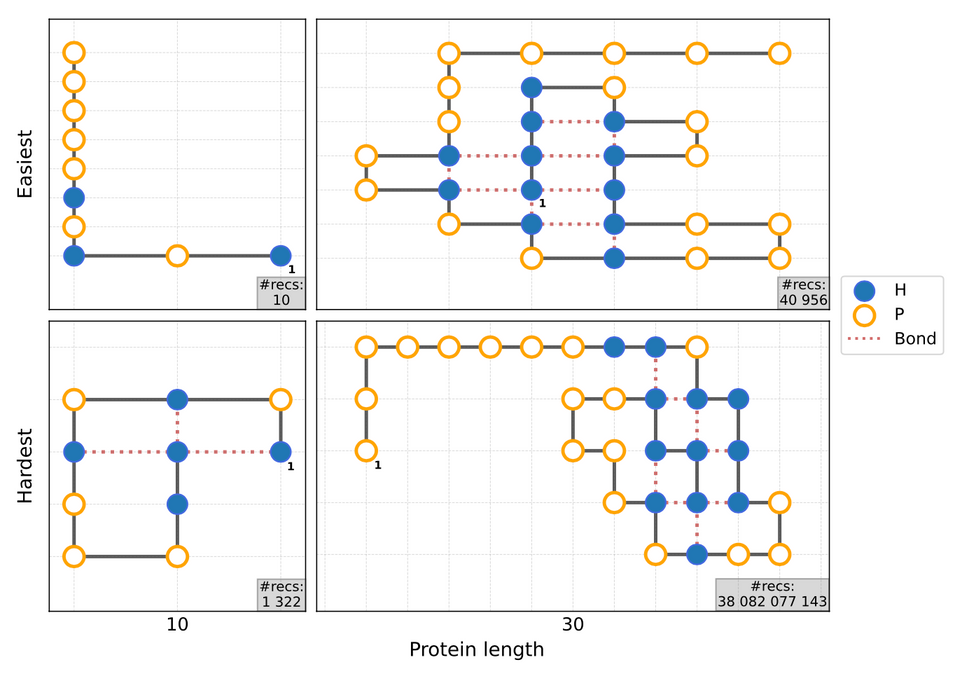 Easiest
1
#recs:
10
1
#recs:
40 956
H
P
Bond
Hardest
1
#recs:
1 322
1
#recs:
38 082 077 143
10
30
Protein length